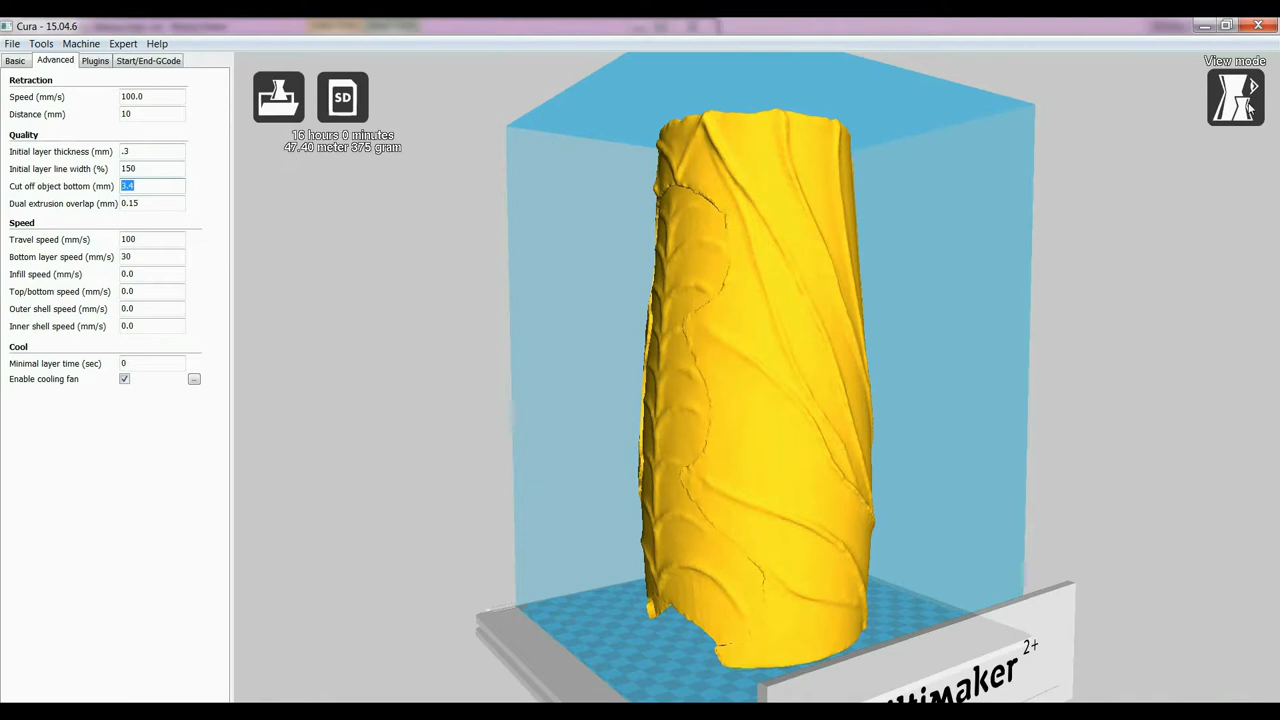 Cura - 15.04.6
File Tools Machine Expert Help
Basic Advanced Plugins Start/End-GCode
View mode
Retraction
Speed (mm/s) 100.0
Distance (mm) 10
SD
16 hours 0 minutes
47.40 meter 375 gram
Quality
Initial layer thickness (mm) .3
Initial layer line width (%) 150
Cut off object bottom (mm) 3.4
Dual extrusion overlap (mm) 0.15
Speed
Travel speed (mm/s) 100
Bottom layer speed (mm/s) 30
Infill speed (mm/s) 0.0
Top/bottom speed (mm/s) 0.0
Outer shell speed (mm/s) 0.0
Inner shell speed (mm/s) 0.0
Cool
Minimal layer time (sec) 0
Enable cooling fan ...
ltimaker 2+